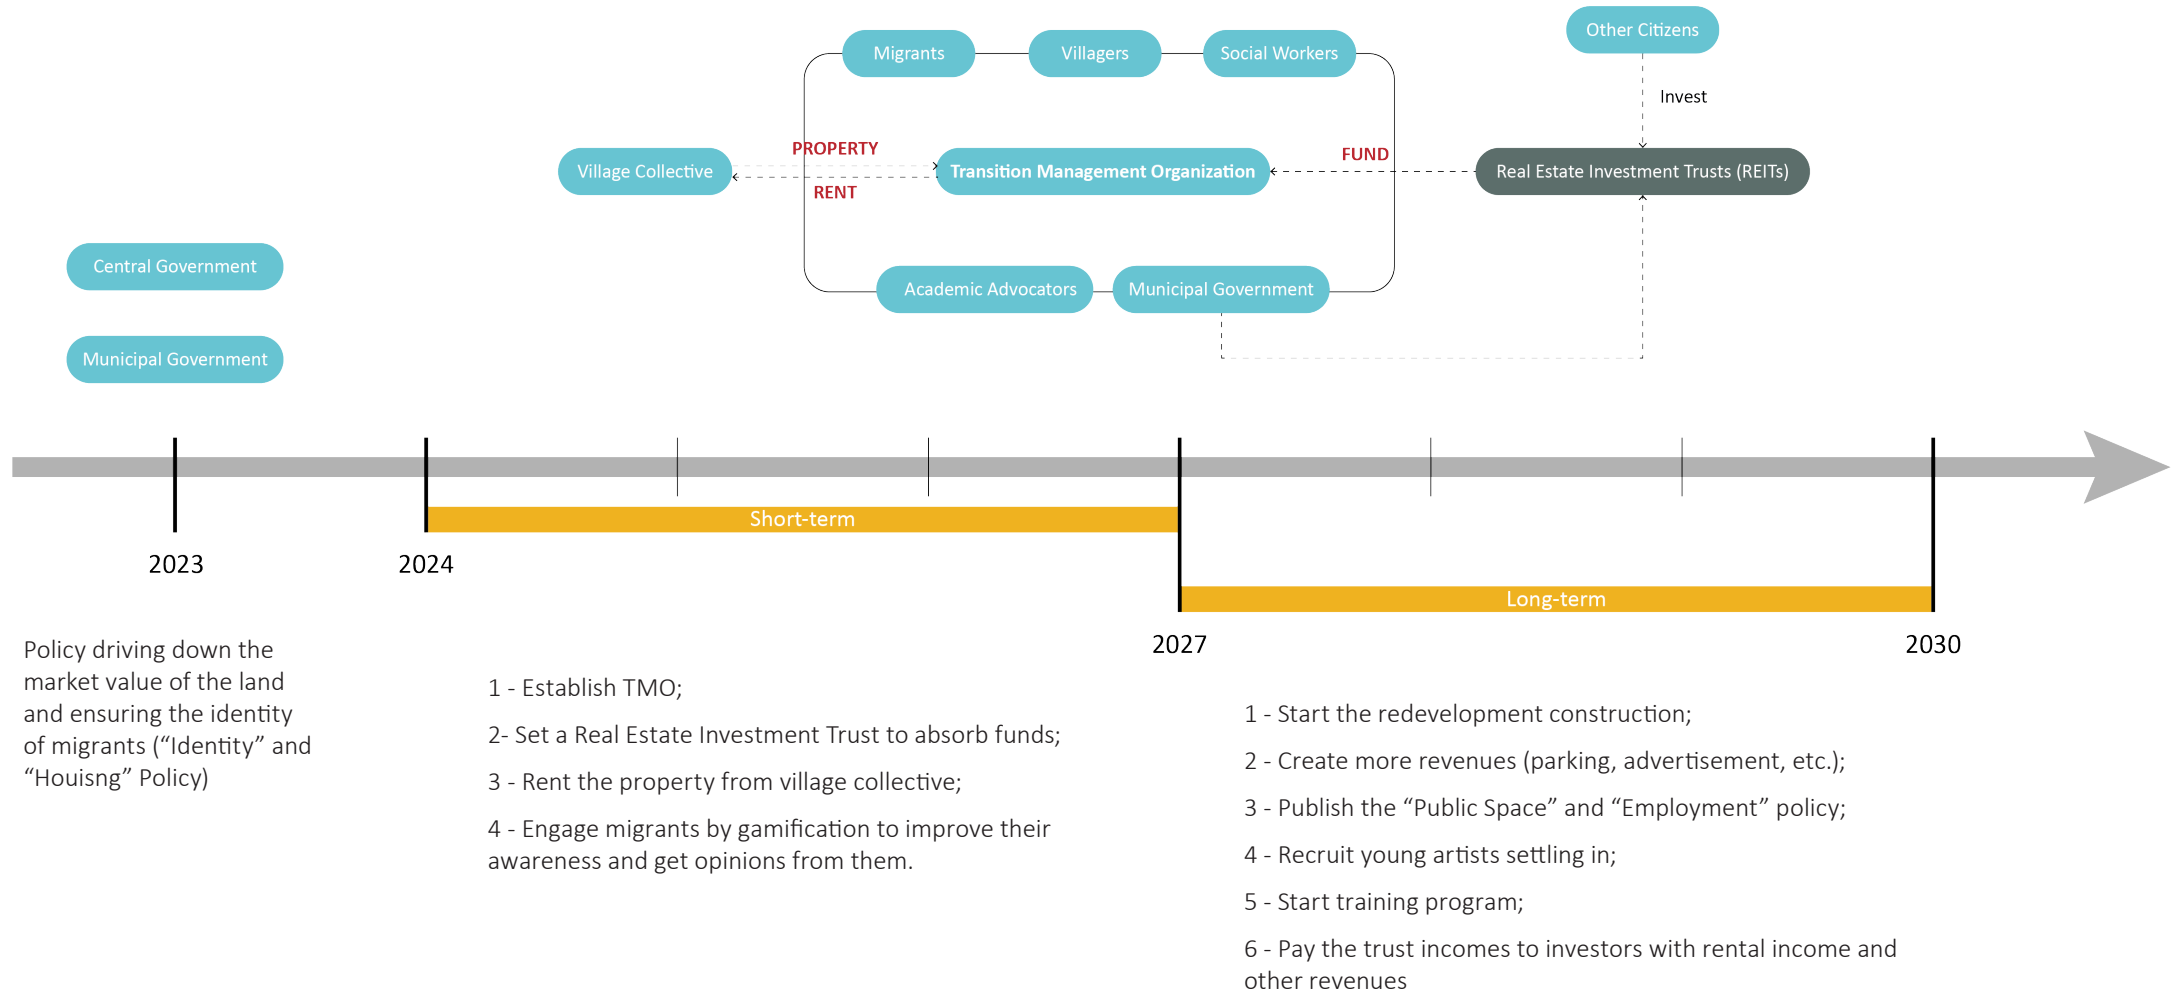 Other Citizens
Migrants
Villagers
Social Workers
Invest
PROPERTY
FUND
Village Collective
Transition Management Organization
Real Estate Investment Trusts (REITs)
RENT
Central Government
Academic Advocators
Municipal Government
Municipal Government
Short-term
2023
2024
Long-term
2027
2030
Policy driving down the
market value of the land
and ensuring the identity
of migrants (“Identity” and
“Houisng” Policy)
1 - Establish TMO;
2- Set a Real Estate Investment Trust to absorb funds;
3 - Rent the property from village collective;
4 - Engage migrants by gamification to improve their
awareness and get opinions from them.
1 - Start the redevelopment construction;
2 - Create more revenues (parking, advertisement, etc.);
3 - Publish the “Public Space” and “Employment” policy;
4 - Recruit young artists settling in;
5 - Start training program;
6 - Pay the trust incomes to investors with rental income and
other revenues